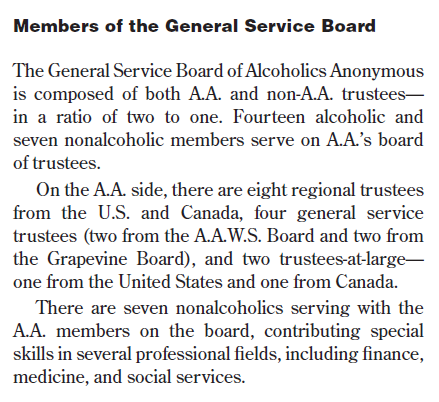 Members of the General Service Board
The General Service Board of Alcoholics Anonymous
is composed of both A.A. and non-A.A. trustees—
in a ratio of two to one. Fourteen alcoholic and
seven nonalcoholic members serve on A.A.’s board
of trustees.
On the A.A. side, there are eight regional trustees
from the U.S. and Canada, four general service
trustees (two from the A.A.W.S. Board and two from
the Grapevine Board), and two trustees-at-large—
one from the United States and one from Canada.
There are seven nonalcoholics serving with the
A.A. members on the board, contributing special
skills in several professional fields, including finance,
medicine, and social services.